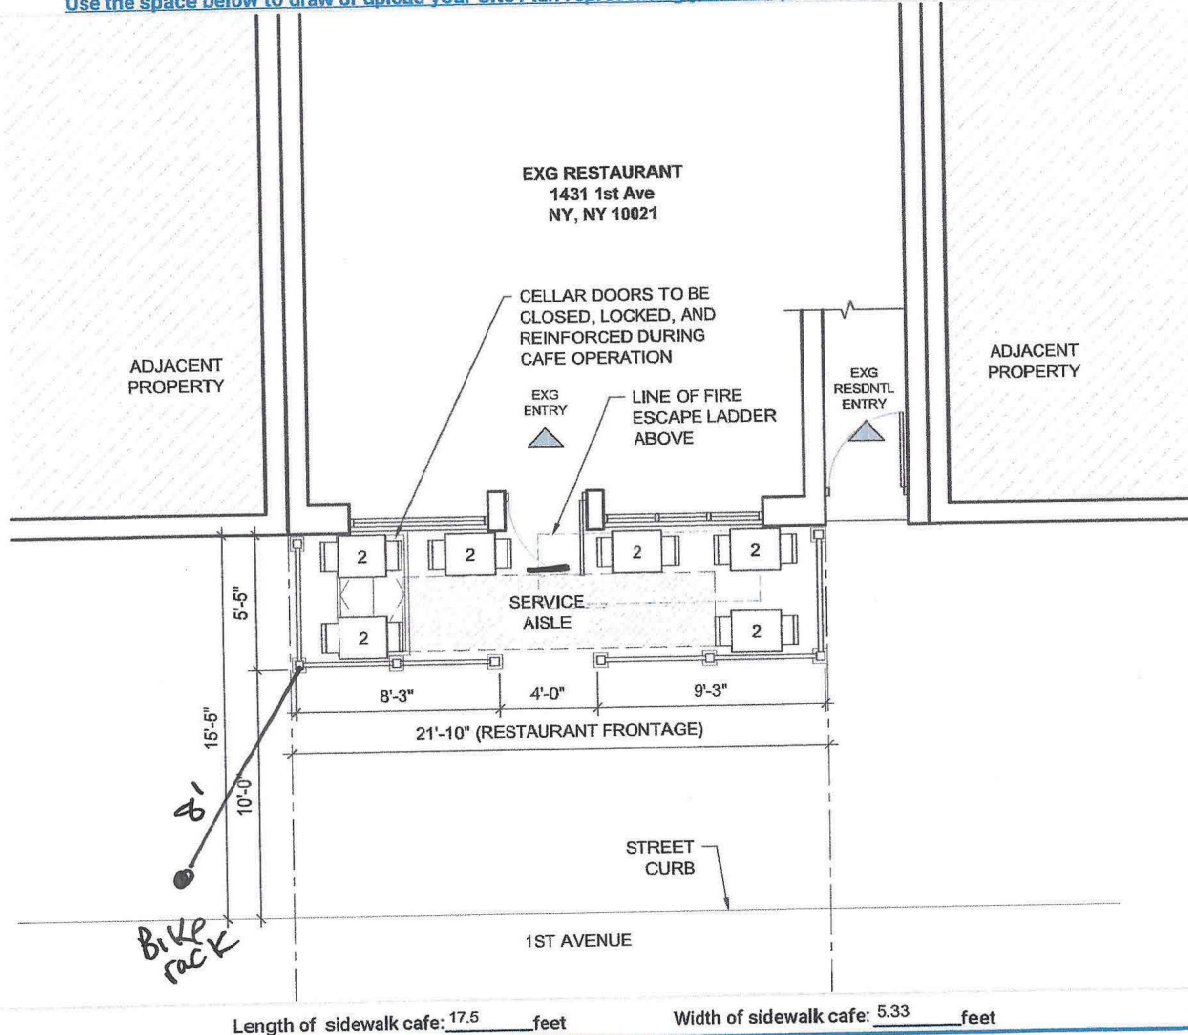 Use the space below to draw or upload your Site Plan
EXG RESTAURANT
1431 1st Ave
NY, NY 10021
CELLAR DOORS TO BE
CLOSED, LOCKED, AND
REINFORCED DURING
CAFE OPERATION
ADJACENT
PROPERTY
EXG
ENTRY
LINE OF FIRE
ESCAPE LADDER
ABOVE
EXG
RESDNTL
ENTRY
ADJACENT
PROPERTY
2
2
2
2
SERVICE
AISLE
2
2
5'-5"
8'-3"
4'-0"
9'-3"
21'-10" (RESTAURANT FRONTAGE)
15'-5"
10'-0"
8'
STREET
CURB
Bike
rack
1ST AVENUE
Length of sidewalk cafe: 17.5 feet
Width of sidewalk cafe: 5.33 feet